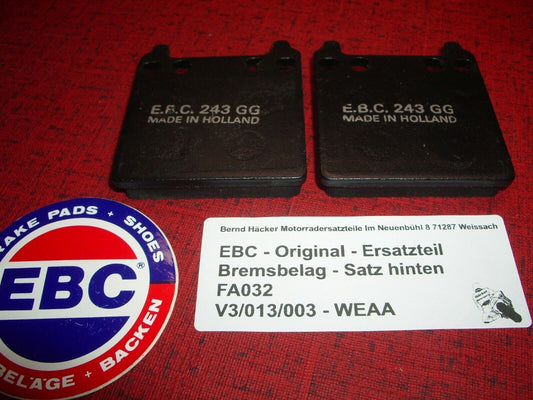 E.B.C. 243 GG
MADE IN HOLLAND
E.B.C. 243 GG
MADE IN HOLLAND
BRAKE PADS - SHOES
EBC®
BELÄGE - BACKEN
Bernd Häcker Motorradersatzteile Im Neuenbühl 8 71287 Weissach
EBC - Original - Ersatzteil
Bremsbelag - Satz hinten
FA032
V3/013/003 - WEAA